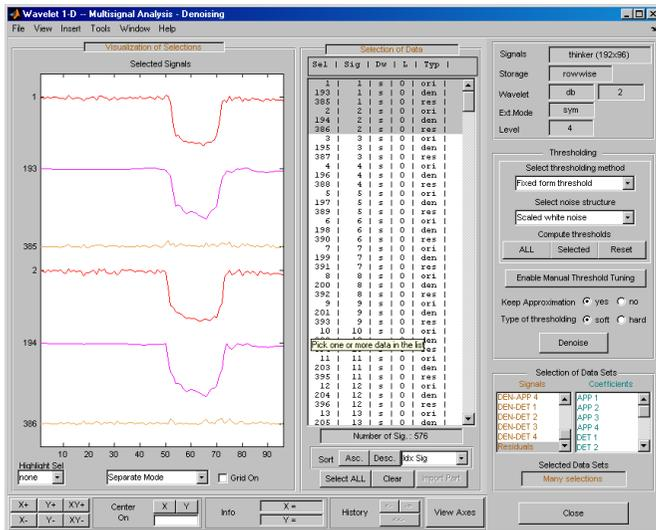 Wavelet 1-D -- Multisignal Analysis - Denoising
File View Insert Tools Window Help
Visualization of Selections
Selected Signals
1
193
385
2
194
386
10 20 30 40 50 60 70 80 90
Highlight Sel
none
Separate Mode
Grid On
Selection of Data
Sel | Sig | Dw | L | Typ |
1 | 1 | s | 0 | ori |
193 | 1 | s | 0 | den |
385 | 1 | s | 0 | res |
2 | 2 | s | 0 | ori |
194 | 2 | s | 0 | den |
386 | 2 | s | 0 | res |
3 | 3 | s | 0 | ori |
195 | 3 | s | 0 | den |
387 | 3 | s | 0 | res |
4 | 4 | s | 0 | ori |
196 | 4 | s | 0 | den |
388 | 4 | s | 0 | res |
5 | 5 | s | 0 | ori |
197 | 5 | s | 0 | den |
389 | 5 | s | 0 | res |
6 | 6 | s | 0 | ori |
198 | 6 | s | 0 | den |
390 | 6 | s | 0 | res |
7 | 7 | s | 0 | ori |
199 | 7 | s | 0 | den |
391 | 7 | s | 0 | res |
8 | 8 | s | 0 | ori |
200 | 8 | s | 0 | den |
392 | 8 | s | 0 | res |
9 | 9 | s | 0 | ori |
201 | 9 | s | 0 | den |
393 | 9 | s | 0 | res |
10 | 10 | s | 0 | ori |
Pick one or more data in the list
11 | 11 | s | 0 | ori |
203 | 11 | s | 0 | den |
395 | 11 | s | 0 | res |
12 | 12 | s | 0 | ori |
204 | 12 | s | 0 | den |
396 | 12 | s | 0 | res |
13 | 13 | s | 0 | ori |
205 | 13 | s | 0 | den |
Number of Sig. : 576
Sort Asc. Desc. Idx Sig
Select ALL Clear Import Part
Signals thinker (192x96)
Storage rowwise
Wavelet db 2
Ext.Mode sym
Level 4
Thresholding
Select thresholding method
Fixed form threshold
Select noise structure
Scaled white noise
Compute thresholds
ALL Selected Reset
Enable Manual Threshold Tuning
Keep Approximation yes no
Type of thresholding soft hard
Denoise
Selection of Data Sets
Signals Coefficients
DEN-APP 4 APP 1
DEN-DET 1 APP 2
DEN-DET 2 APP 3
DEN-DET 3 APP 4
DEN-DET 4 DET 1
Residuals DET 2
Selected Data Sets
Many selections
X+ Y+ XY+
X- Y- XY-
Center On X Y
Info X = Y =
History <- -> <<-
View Axes
Close